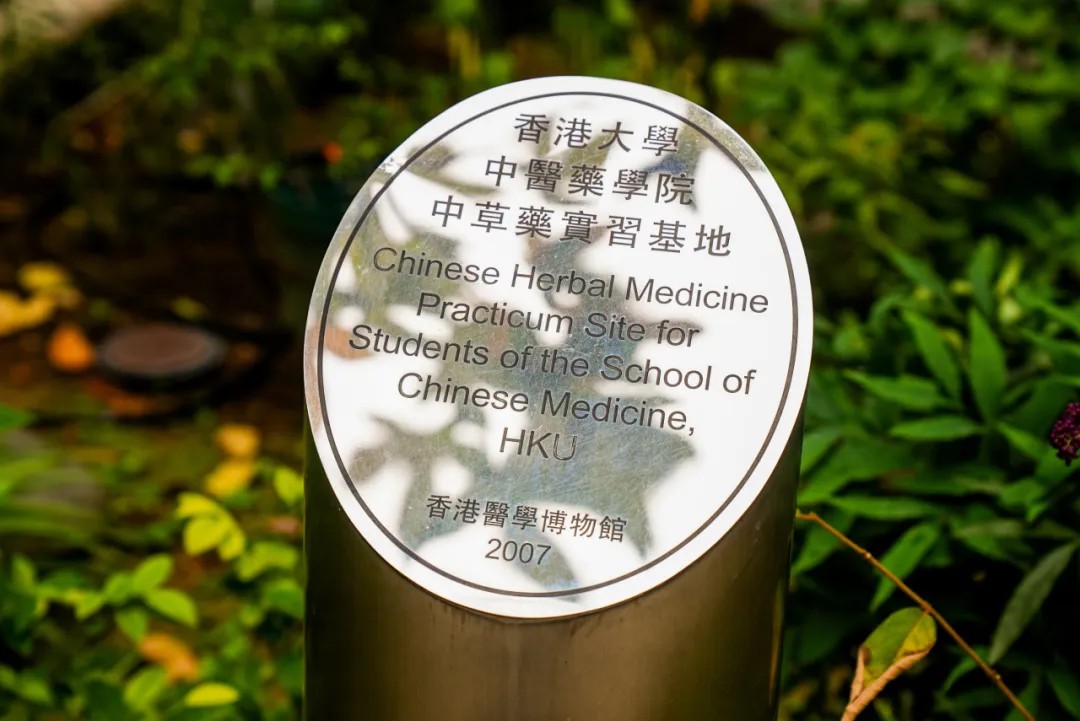 香港大學
中醫藥學院
中草藥實習基地
Chinese Herbal Medicine
Practicum Site for
Students of the School of
Chinese Medicine,
HKU
香港醫學博物館
2007